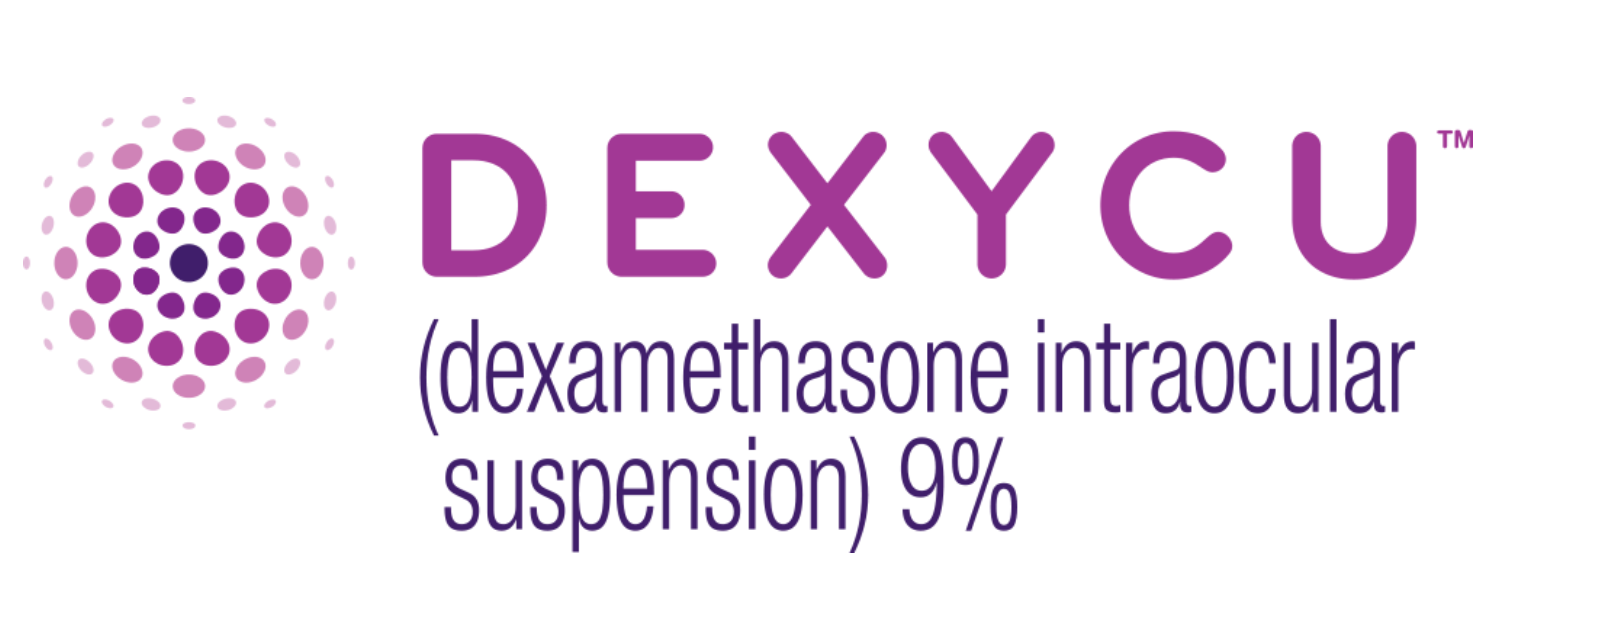 DEXYCU™
(dexamethasone intraocular
suspension) 9%